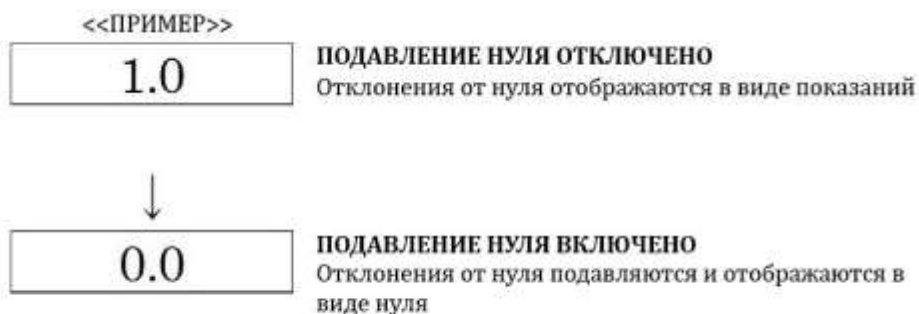 <<ПРИМЕР>>
1.0
ПОДАВЛЕНИЕ НУЛЯ ОТКЛЮЧЕНО
Отклонения от нуля отображаются в виде показаний
↓
0.0
ПОДАВЛЕНИЕ НУЛЯ ВКЛЮЧЕНО
Отклонения от нуля подавляются и отображаются в
виде нуля